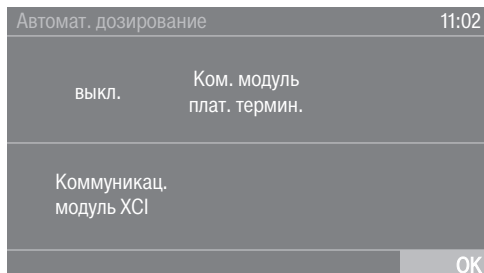 Автомат. дозирование 11:02
выкл.
Ком. модуль
плат. термин.
Коммуникац.
модуль XCI
OK